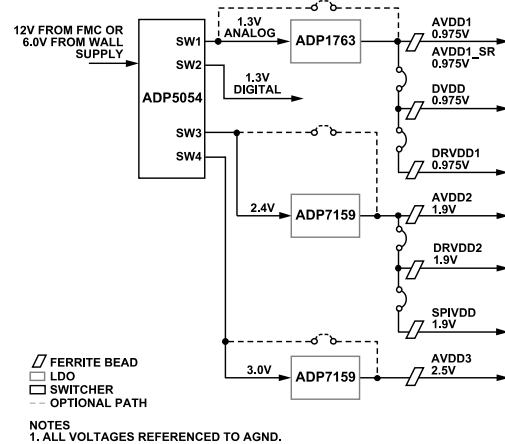 12V FROM FMC OR
6.0V FROM WALL
SUPPLY
ADP5054
SW1
SW2
SW3
SW4
1.3V
ANALOG
ADP1763
1.3V
DIGITAL
AVDD1
0.975V
AVDD1_SR
0.975V
DVDD
0.975V
DRVDD1
0.975V
2.4V
ADP7159
AVDD2
1.9V
DRVDD2
1.9V
SPIVDD
1.9V
3.0V
ADP7159
AVDD3
2.5V
FERRITE BEAD
LDO
SWITCHER
OPTIONAL PATH
NOTES
1. ALL VOLTAGES REFERENCED TO AGND.